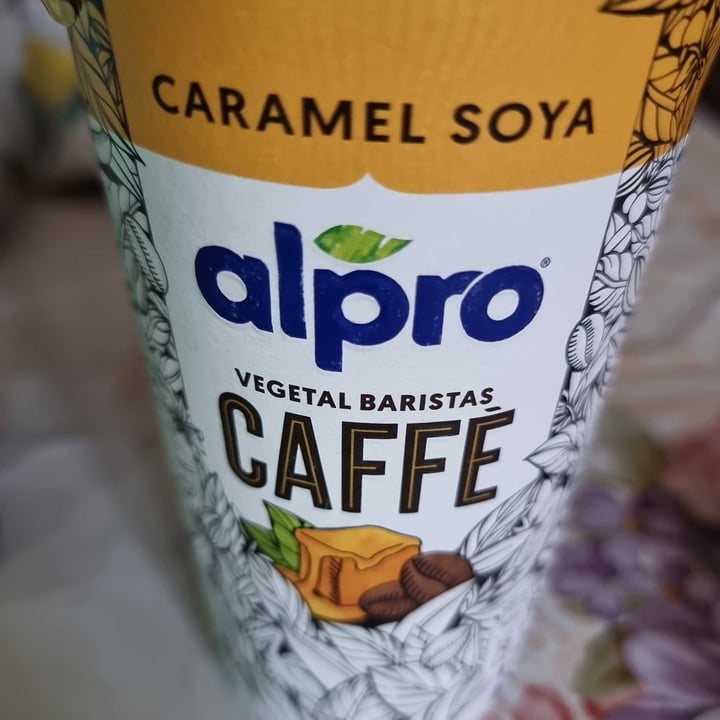 CARAMEL SOYA
alpro®
VEGETAL BARISTAS
CAFFÈ